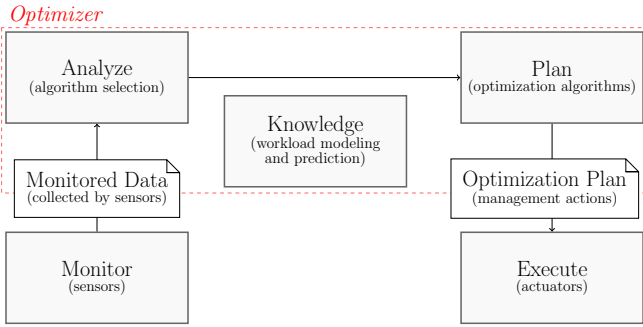 Optimizer
Analyze
(algorithm selection)
Plan
(optimization algorithms)
Knowledge
(workload modeling
and prediction)
Monitored Data
(collected by sensors)
Optimization Plan
(management actions)
Monitor
(sensors)
Execute
(actuators)